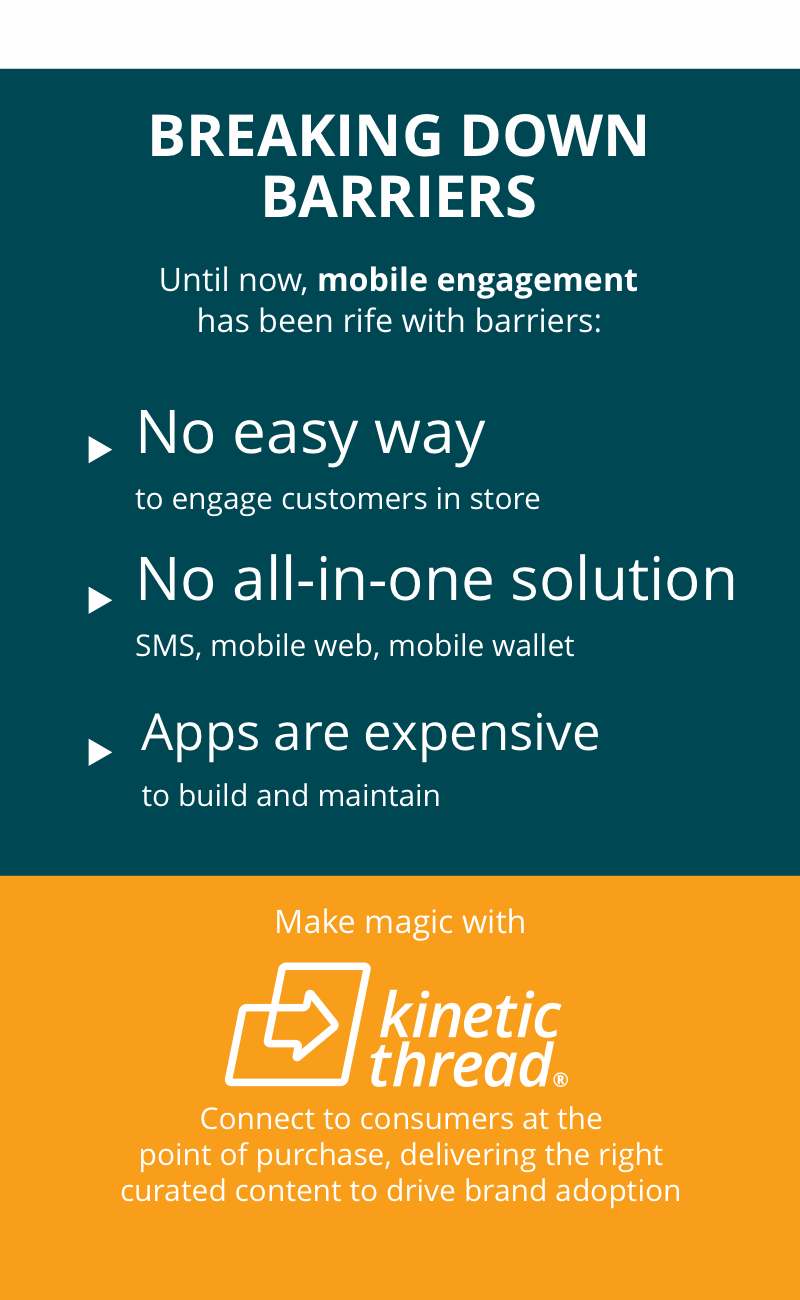 BREAKING DOWN
BARRIERS
Until now, mobile engagement
has been rife with barriers:
No easy way
to engage customers in store
No all-in-one solution
SMS, mobile web, mobile wallet
Apps are expensive
to build and maintain
Make magic with
kinetic
thread®
Connect to consumers at the
point of purchase, delivering the right
curated content to drive brand adoption